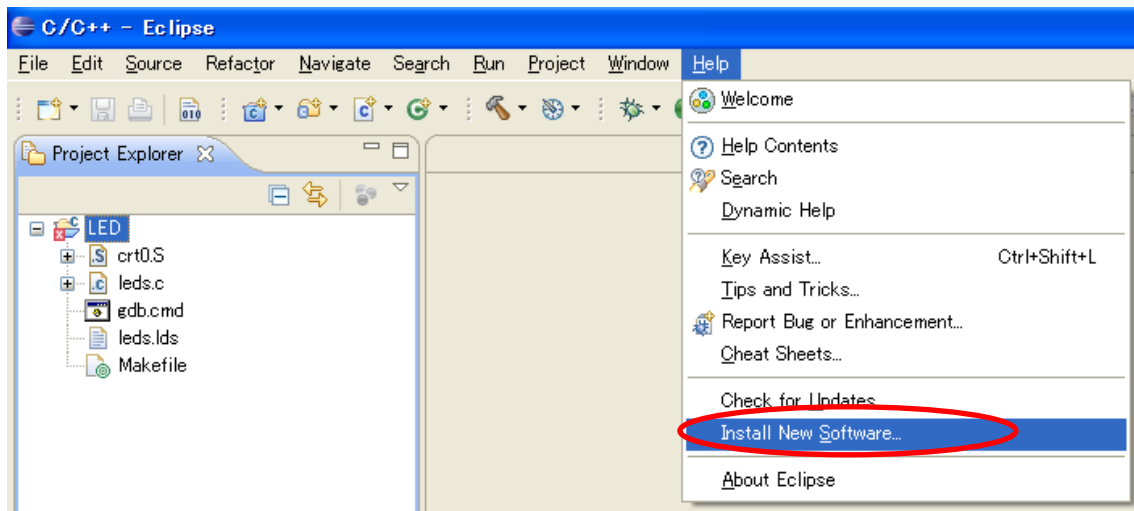 C/C++ - Eclipse
File Edit Source Refactor Navigate Search Run Project Window Help
010
Project Explorer
LED
crt0.S
leds.c
gdb.cmd
leds.lds
Makefile
Welcome
Help Contents
Search
Dynamic Help
Key Assist... Ctrl+Shift+L
Tips and Tricks...
Report Bug or Enhancement...
Cheat Sheets...
Check for Updates
Install New Software...
About Eclipse